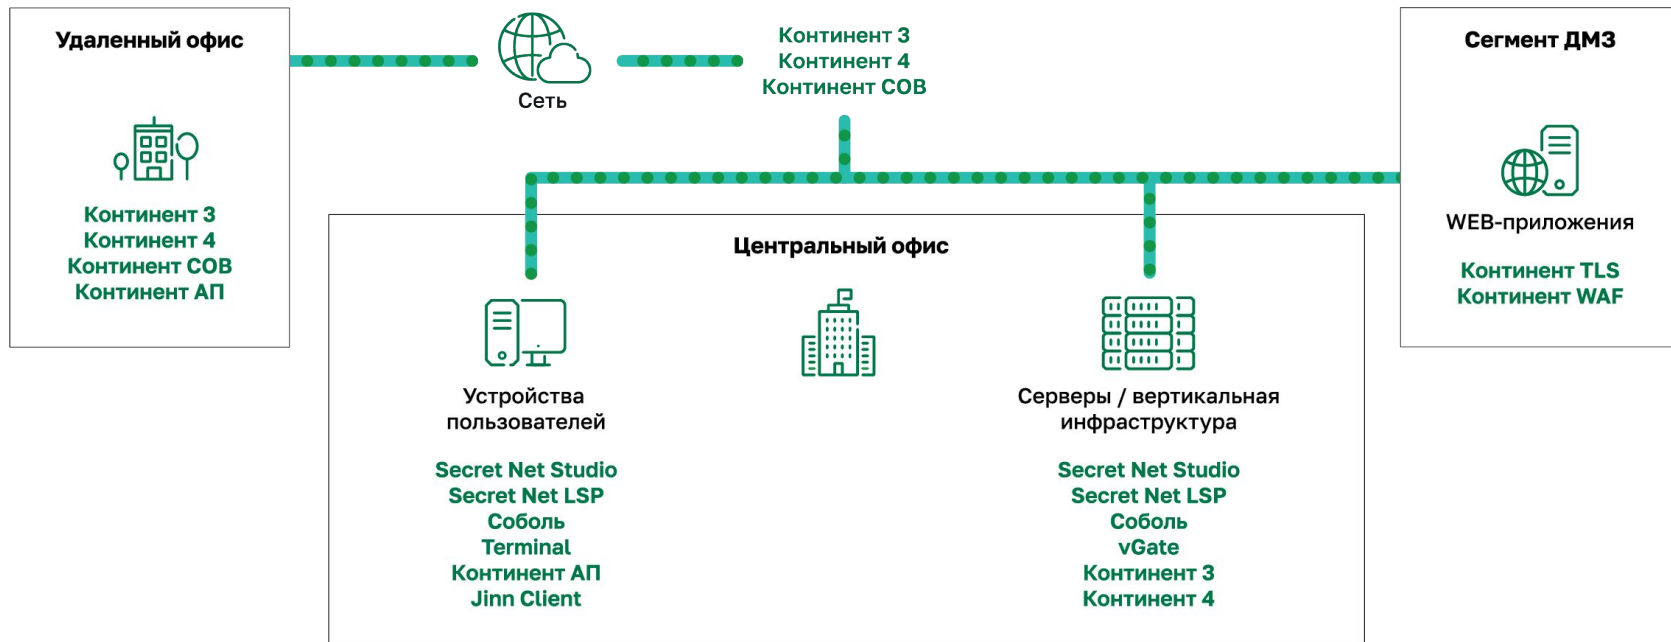 Удаленный офис
Континент 3
Континент 4
Континент СОВ
Континент АП
Сеть
Континент 3
Континент 4
Континент СОВ
Сегмент ДМЗ
WEB-приложения
Континент TLS
Континент WAF
Центральный офис
Устройства
пользователей
Secret Net Studio
Secret Net LSP
Соболь
Terminal
Континент АП
Jinn Client
Серверы / вертикальная
инфраструктура
Secret Net Studio
Secret Net LSP
Соболь
vGate
Континент 3
Континент 4